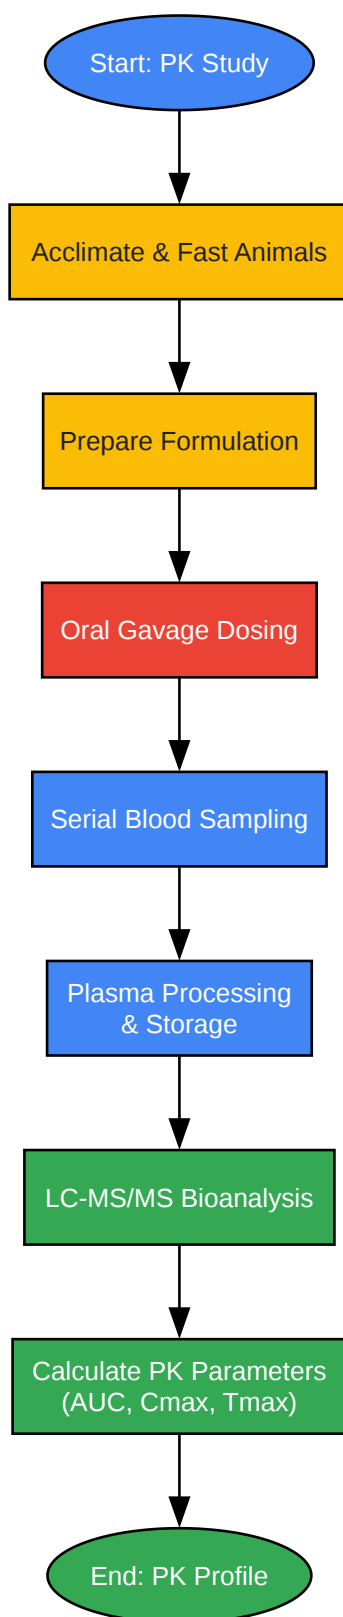 Start: PK Study
Acclimate & Fast Animals
Prepare Formulation
Oral Gavage Dosing
Serial Blood Sampling
Plasma Processing
& Storage
LC-MS/MS Bioanalysis
Calculate PK Parameters
(AUC, Cmax, Tmax)
End: PK Profile